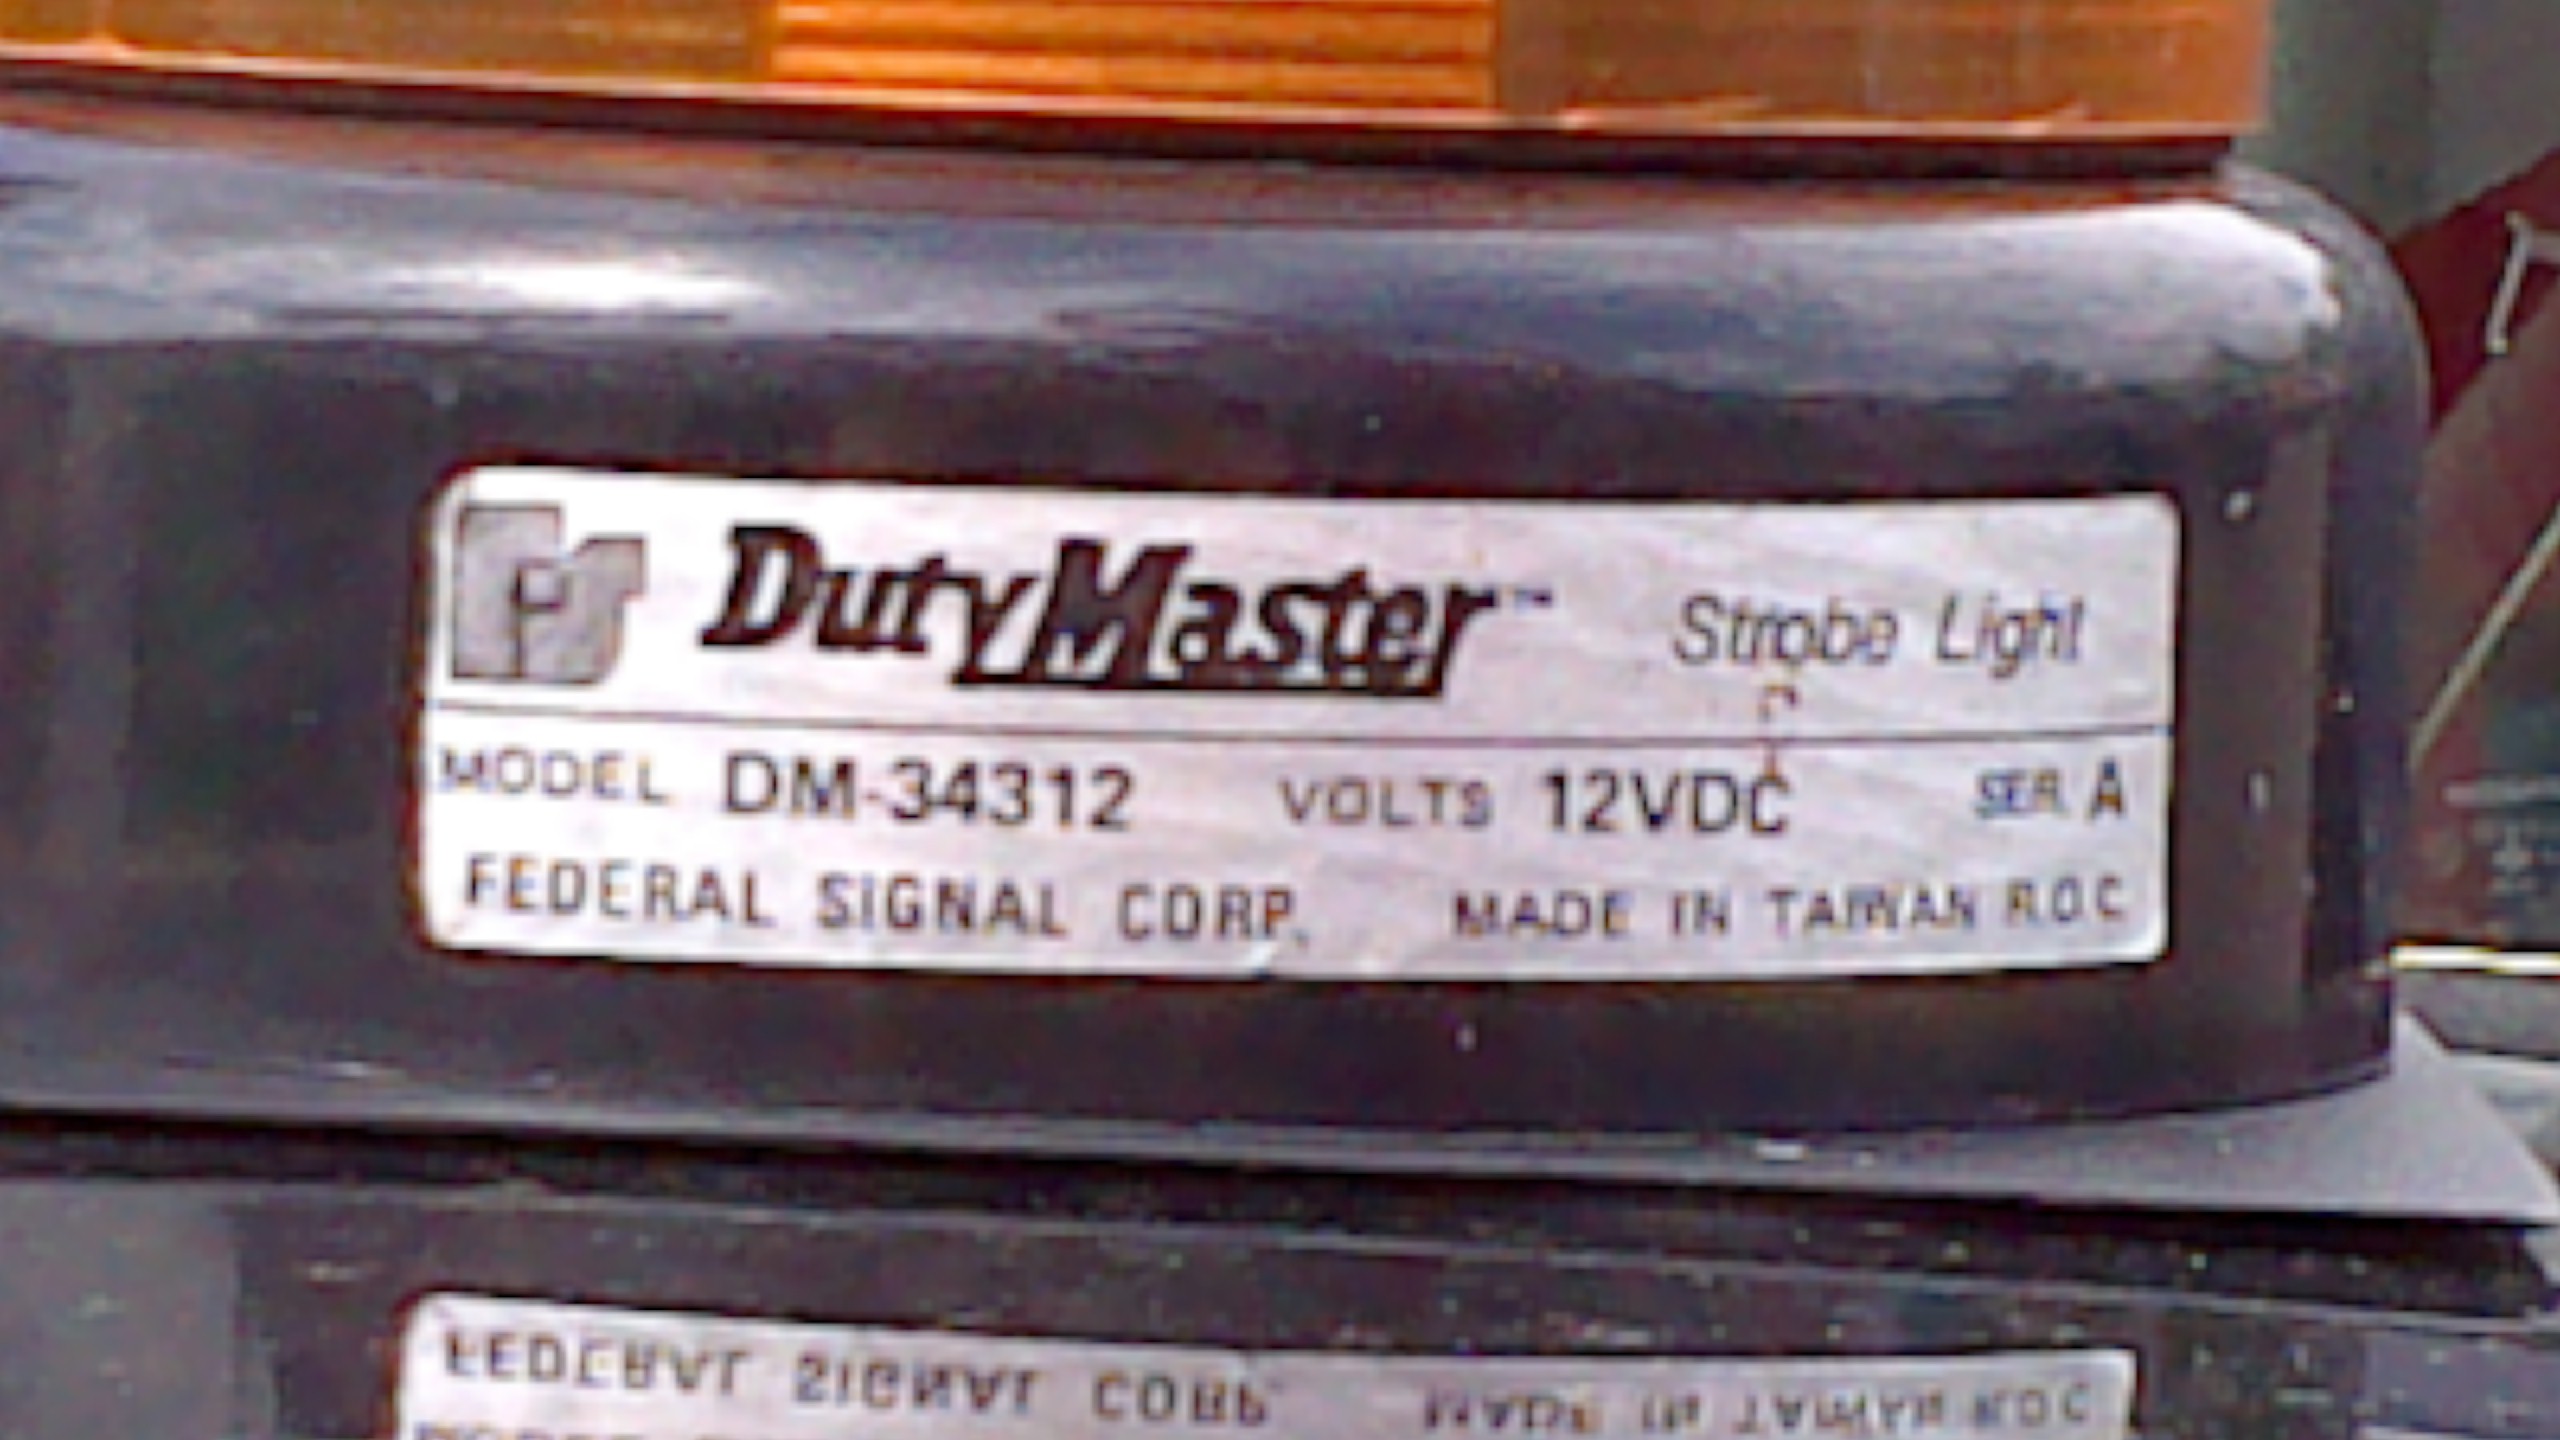 DutyMaster™ Strobe Light
MODEL DM-34312 VOLTS 12VDC SER. A
FEDERAL SIGNAL CORP. MADE IN TAIWAN R.O.C